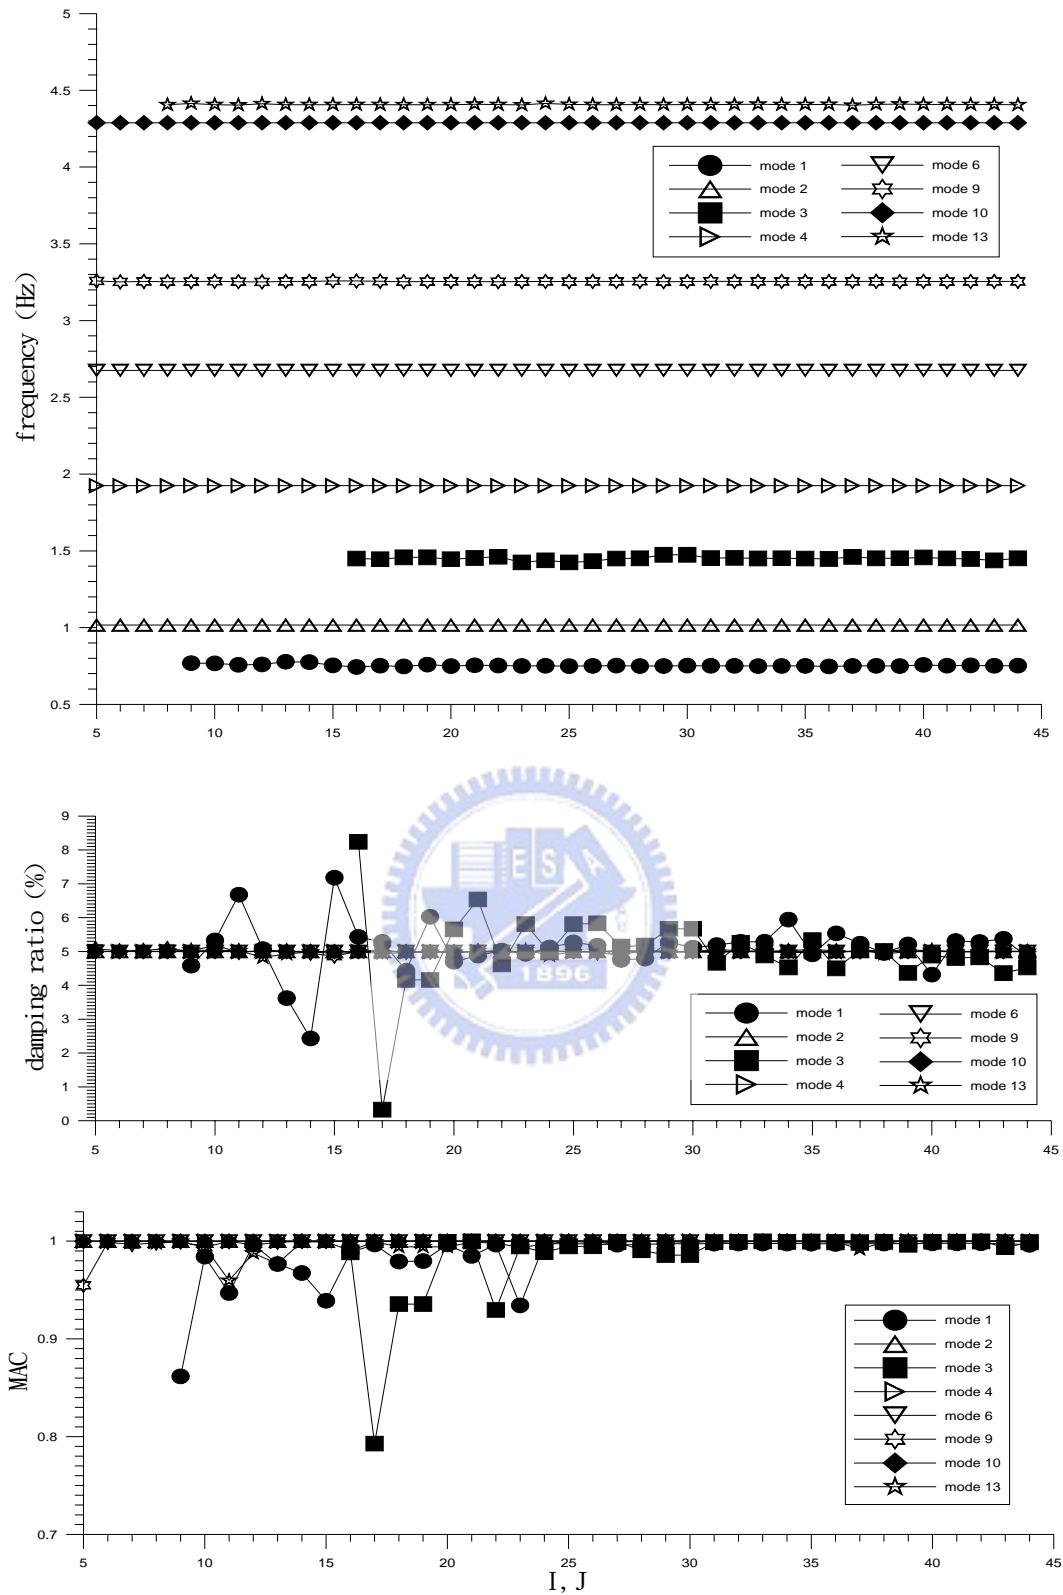 5
4.5
4
3.5
3
2.5
2
1.5
1
0.5
frequency (Hz)
mode 1
mode 2
mode 3
mode 4
mode 6
mode 9
mode 10
mode 13
5 10 15 20 25 30 35 40 45
9
8
7
6
5
4
3
2
1
0
damping ratio (%)
ES
A
1896
mode 1
mode 2
mode 3
mode 4
mode 6
mode 9
mode 10
mode 13
5 10 15 20 25 30 35 40 45
1
0.9
0.8
0.7
MAC
mode 1
mode 2
mode 3
mode 4
mode 6
mode 9
mode 10
mode 13
5 10 15 20 25 30 35 40 45
I, J